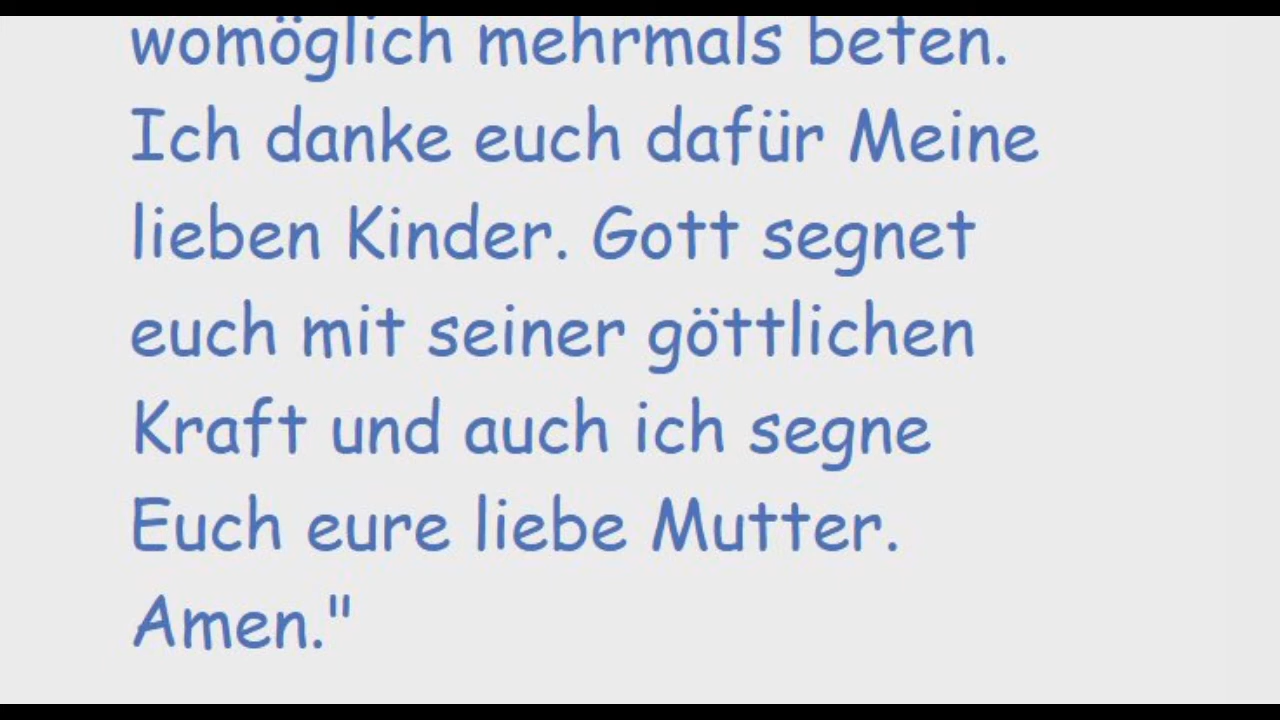 womöglich mehrmals beten.
Ich danke euch dafür Meine
lieben Kinder. Gott segnet
euch mit seiner göttlichen
Kraft und auch ich segne
Euch eure liebe Mutter.
Amen."